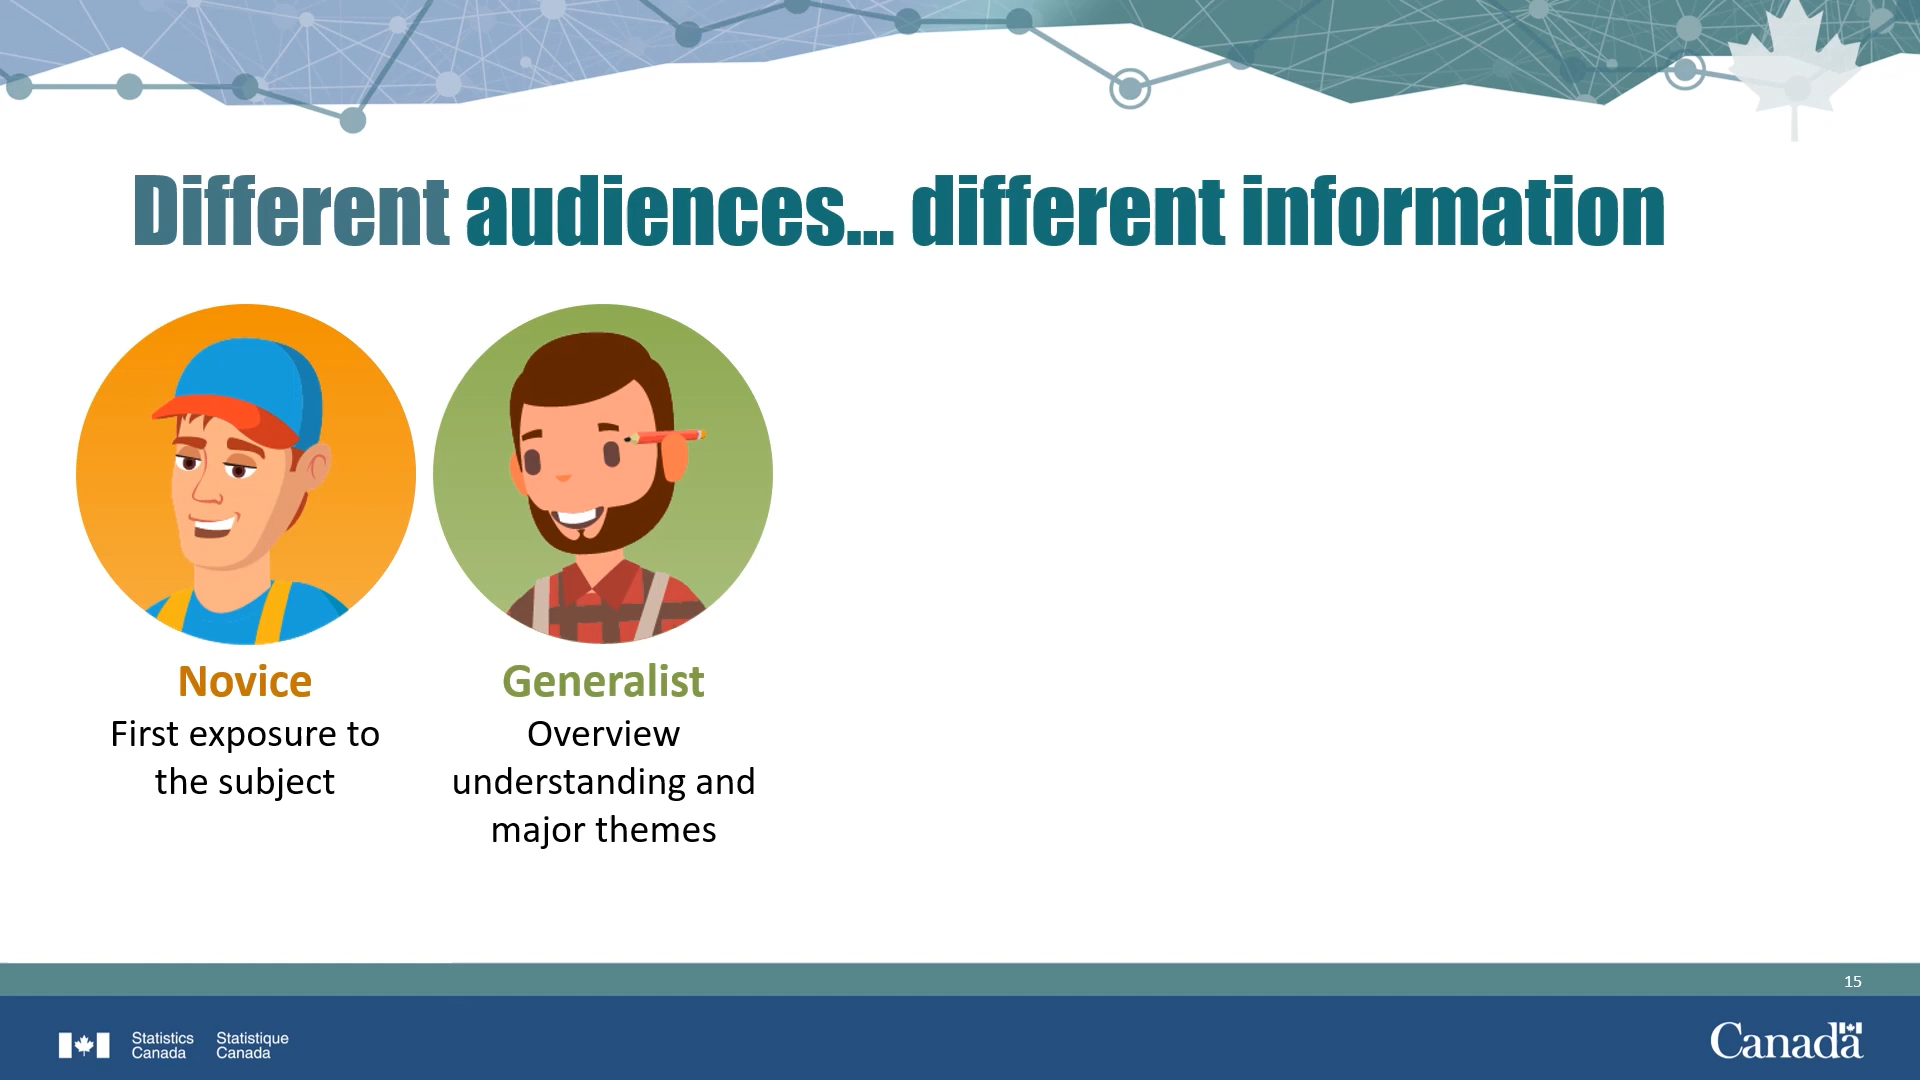 Different audiences... different information
Novice
First exposure to
the subject
Generalist
Overview
understanding and
major themes
15
Statistics
Canada
Statistique
Canada
Canada